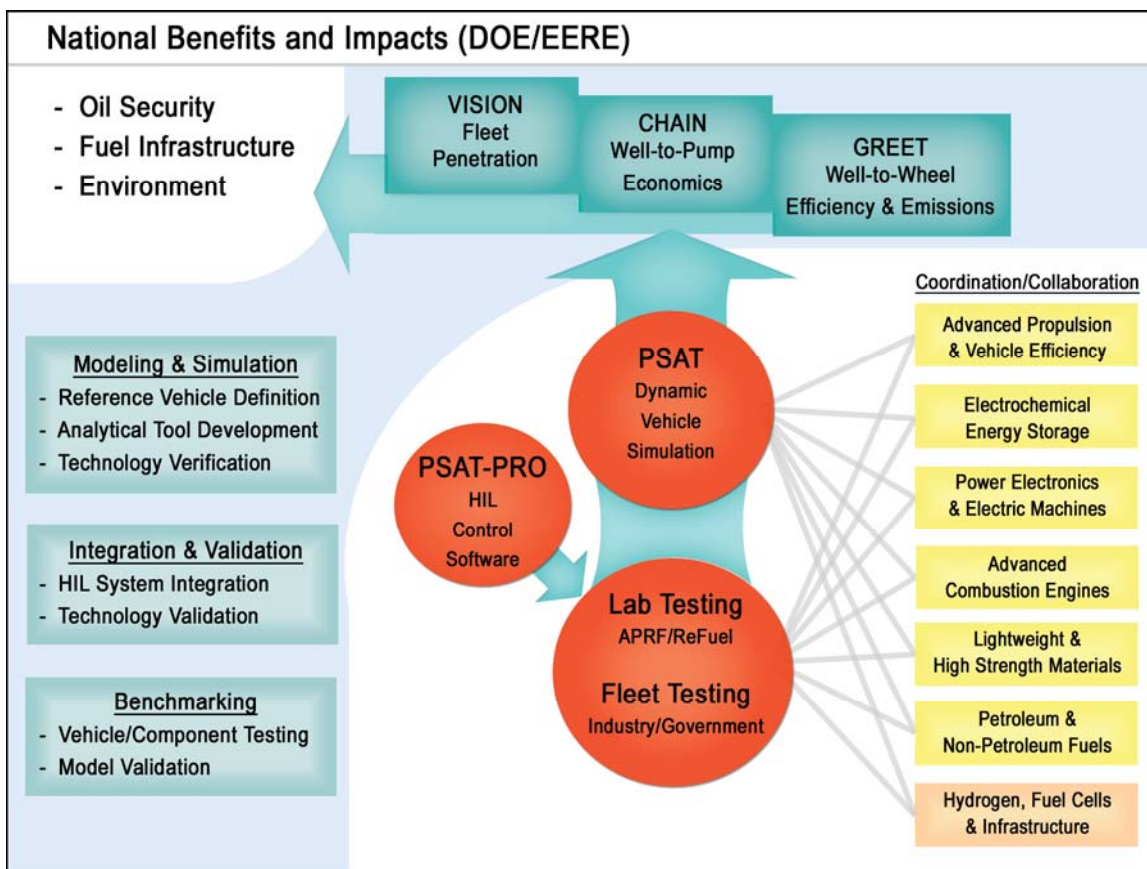 National Benefits and Impacts (DOE/EERE)
- Oil Security
- Fuel Infrastructure
- Environment
VISION
Fleet
Penetration
CHAIN
Well-to-Pump
Economics
GREET
Well-to-Wheel
Efficiency & Emissions
Modeling & Simulation
- Reference Vehicle Definition
- Analytical Tool Development
- Technology Verification
Integration & Validation
- HIL System Integration
- Technology Validation
Benchmarking
- Vehicle/Component Testing
- Model Validation
PSAT
Dynamic
Vehicle
Simulation
PSAT-PRO
HIL
Control
Software
Lab Testing
APRF/ReFuel
Fleet Testing
Industry/Government
Coordination/Collaboration
Advanced Propulsion
& Vehicle Efficiency
Electrochemical
Energy Storage
Power Electronics
& Electric Machines
Advanced
Combustion Engines
Lightweight &
High Strength Materials
Petroleum &
Non-Petroleum Fuels
Hydrogen, Fuel Cells
& Infrastructure